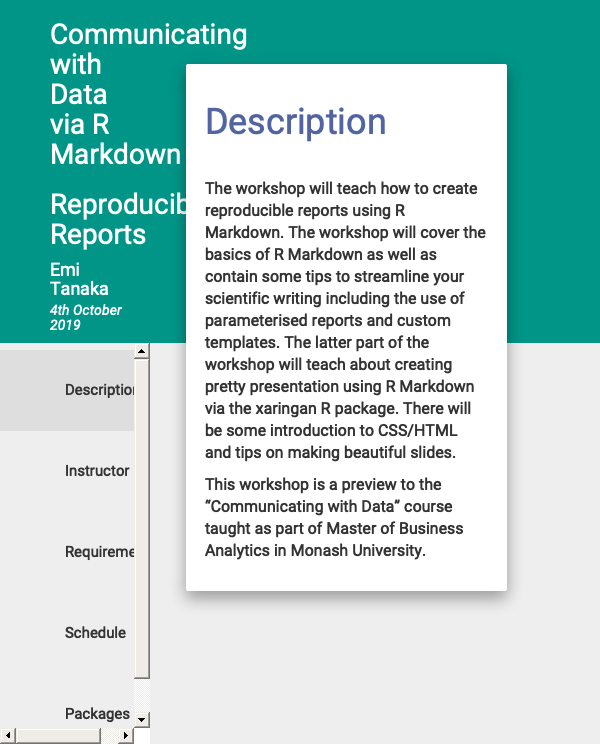 Communicating
with
Data
via R
Markdown
Reproducib
Reports
Emi
Tanaka
4th October
2019
Description
Instructor
Requireme
Schedule
Packages
Description
The workshop will teach how to create
reproducible reports using R
Markdown. The workshop will cover the
basics of R Markdown as well as
contain some tips to streamline your
scientific writing including the use of
parameterised reports and custom
templates. The latter part of the
workshop will teach about creating
pretty presentation using R Markdown
via the xaringan R package. There will
be some introduction to CSS/HTML
and tips on making beautiful slides.
This workshop is a preview to the
“Communicating with Data” course
taught as part of Master of Business
Analytics in Monash University.